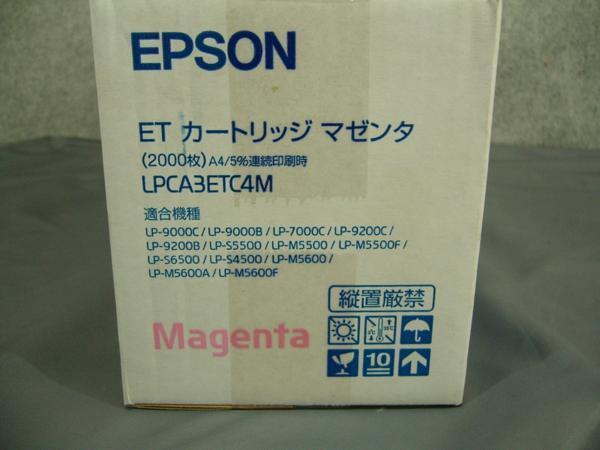 EPSON
ET カートリッジ マゼンタ
(2000枚) A4/5%連続印刷時
LPCA3ETC4M
適合機種
LP-9000C / LP-9000B / LP-7000C / LP-9200C /
LP-9200B / LP-S5500 / LP-M5500 / LP-M5500F /
LP-S6500 / LP-S4500 / LP-M5600 /
LP-M5600A / LP-M5600F
縦置厳禁
Magenta
10